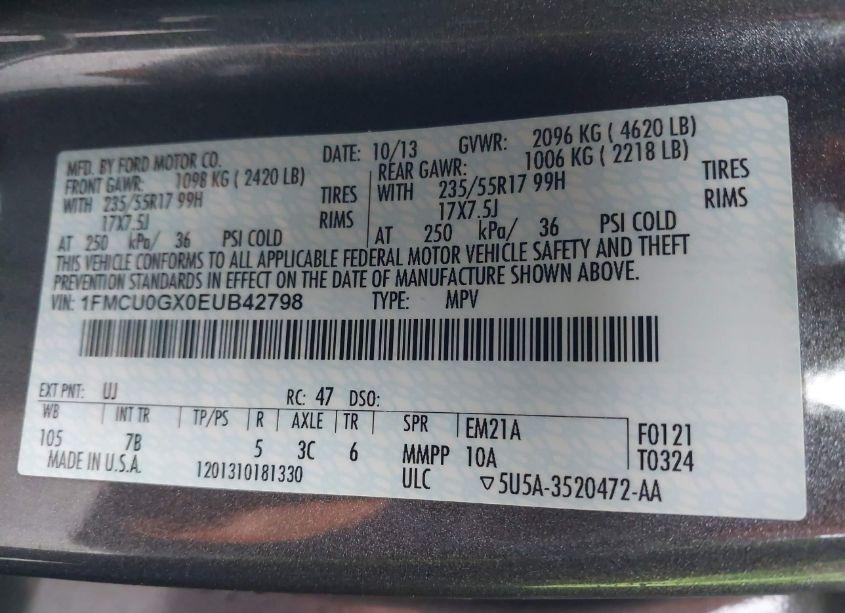 MFD. BY FORD MOTOR CO. DATE: 10/13 GVWR: 2096 KG ( 4620 LB)
FRONT GAWR: 1098 KG ( 2420 LB) REAR GAWR: 1006 KG ( 2218 LB)
WITH 235/55R17 99H TIRES WITH 235/55R17 99H TIRES
17X7.5J RIMS 17X7.5J RIMS
AT 250 kPa/ 36 PSI COLD AT 250 kPa/ 36 PSI COLD
THIS VEHICLE CONFORMS TO ALL APPLICABLE FEDERAL MOTOR VEHICLE SAFETY AND THEFT
PREVENTION STANDARDS IN EFFECT ON THE DATE OF MANUFACTURE SHOWN ABOVE.
VIN: 1FMCU0GX0EUB42798 TYPE: MPV
EXT PNT: UJ RC: 47 DSO:
WB INT TR TP/PS R AXLE TR SPR EM21A F0121
105 7B 5 3C 6 MMPP 10A T0324
MADE IN U.S.A. 1201310181330 ULC ▽5U5A-3520472-AA